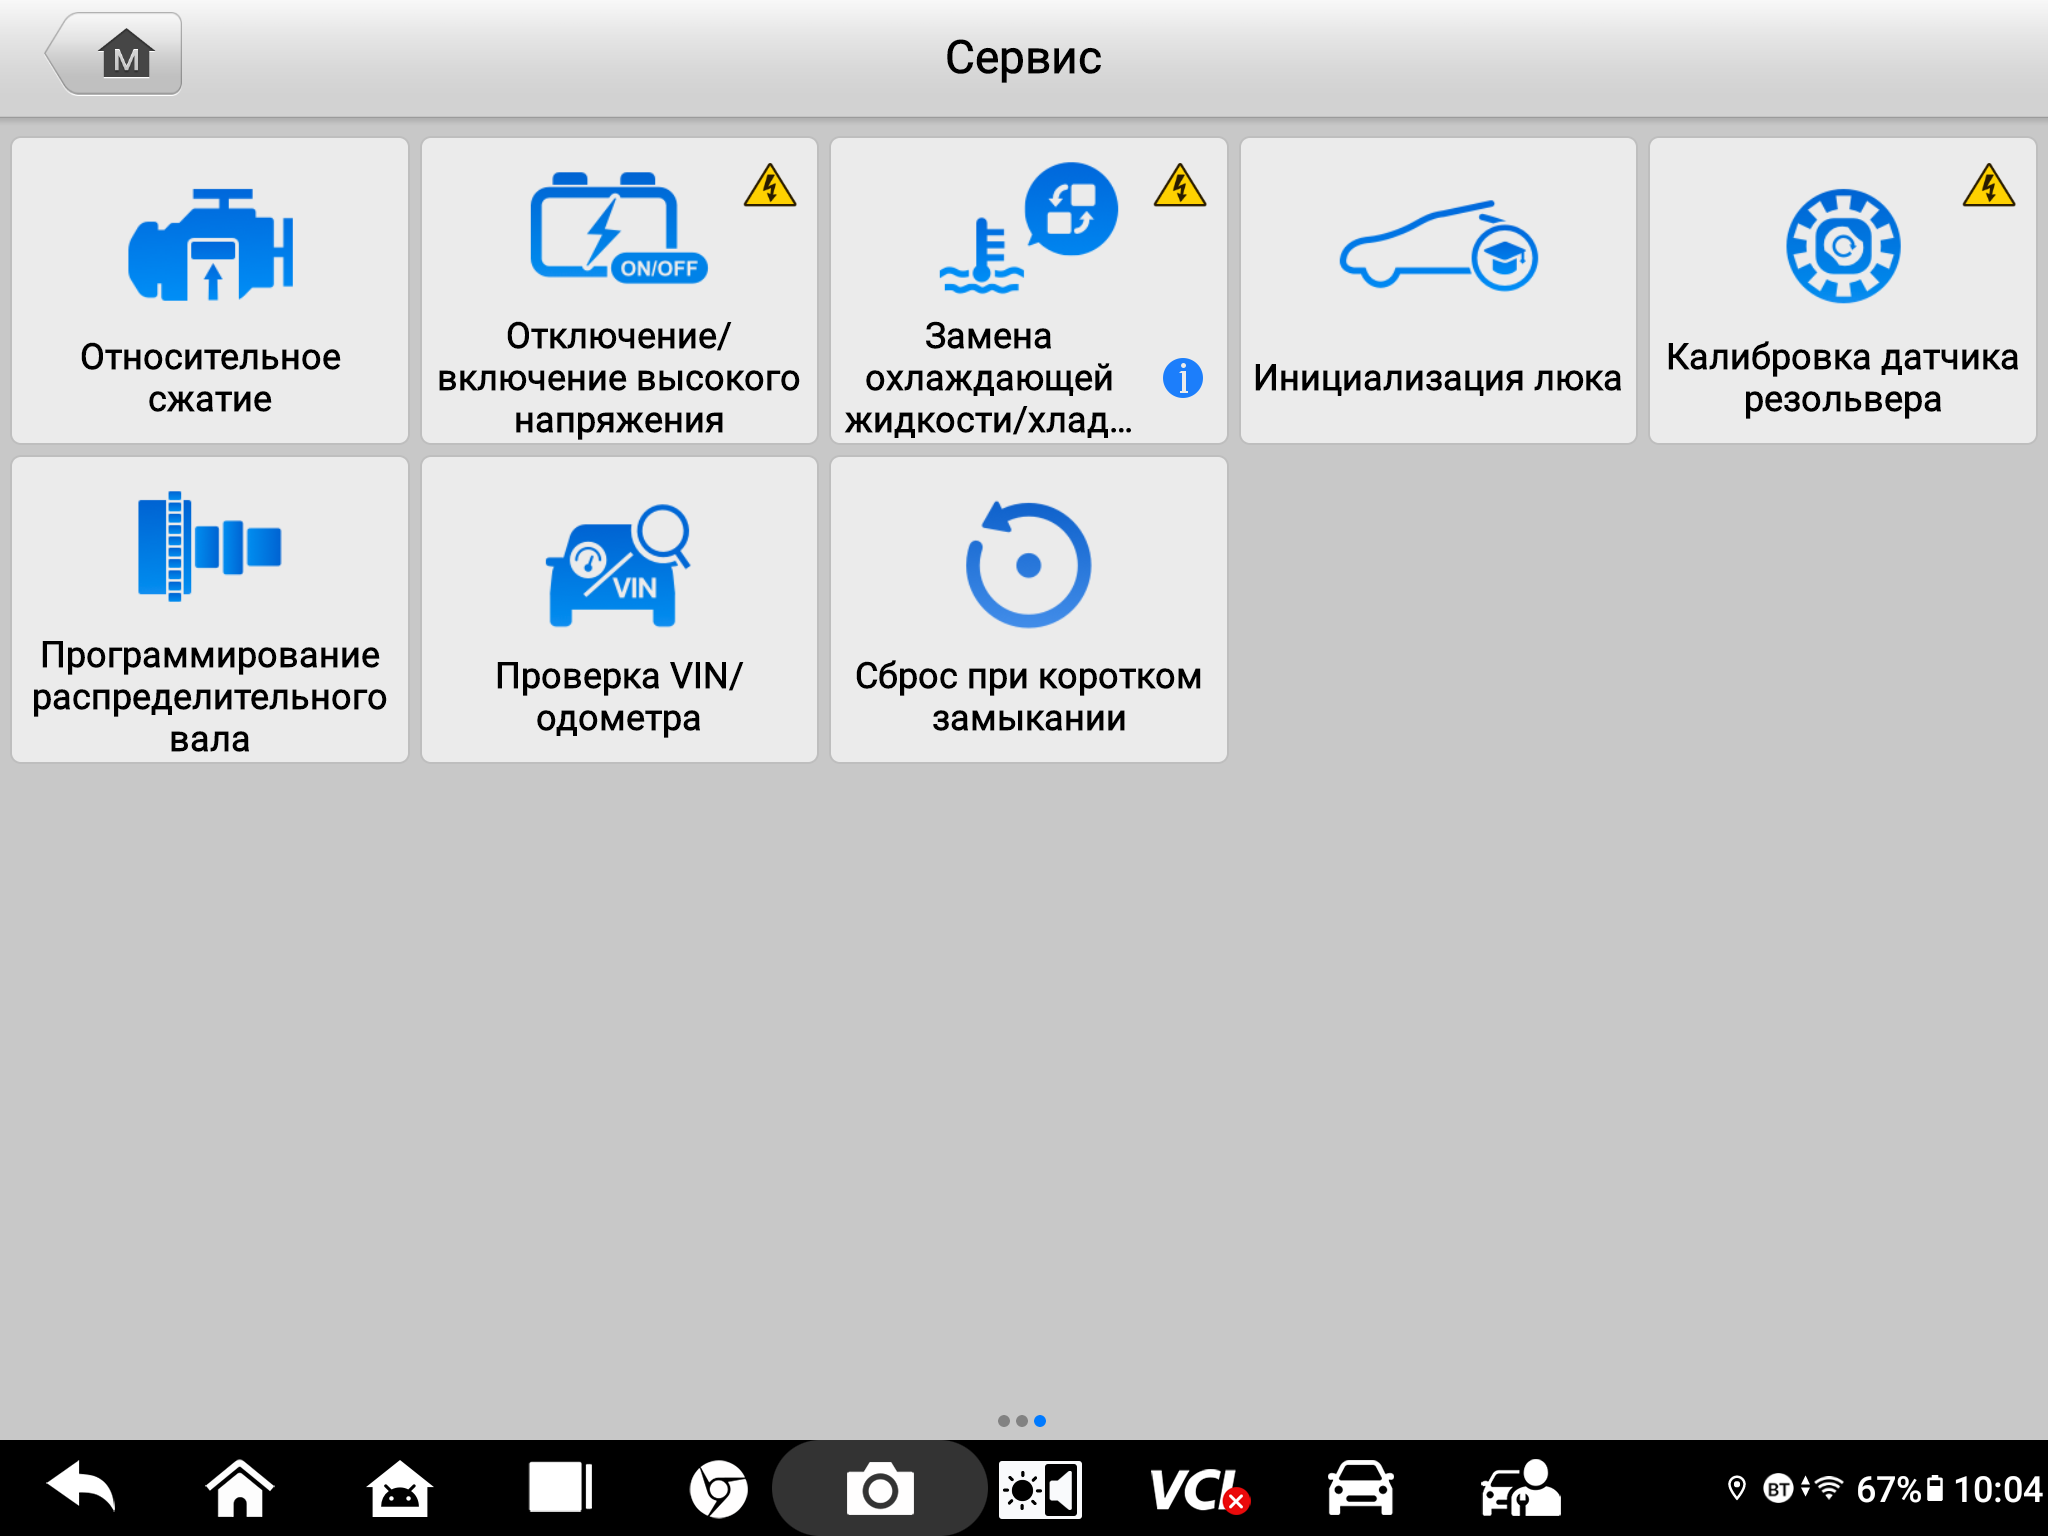 M
Сервис
ON/OFF
Относительное
сжатие
Отключение/
включение высокого
напряжения
Замена
охлаждающей
жидкости/хлад...
i
Инициализация люка
Калибровка датчика
резольвера
Программирование
распределительного
вала
VIN
Проверка VIN/
одометра
Сброс при коротком
замыкании
VCI
BT
67%
10:04